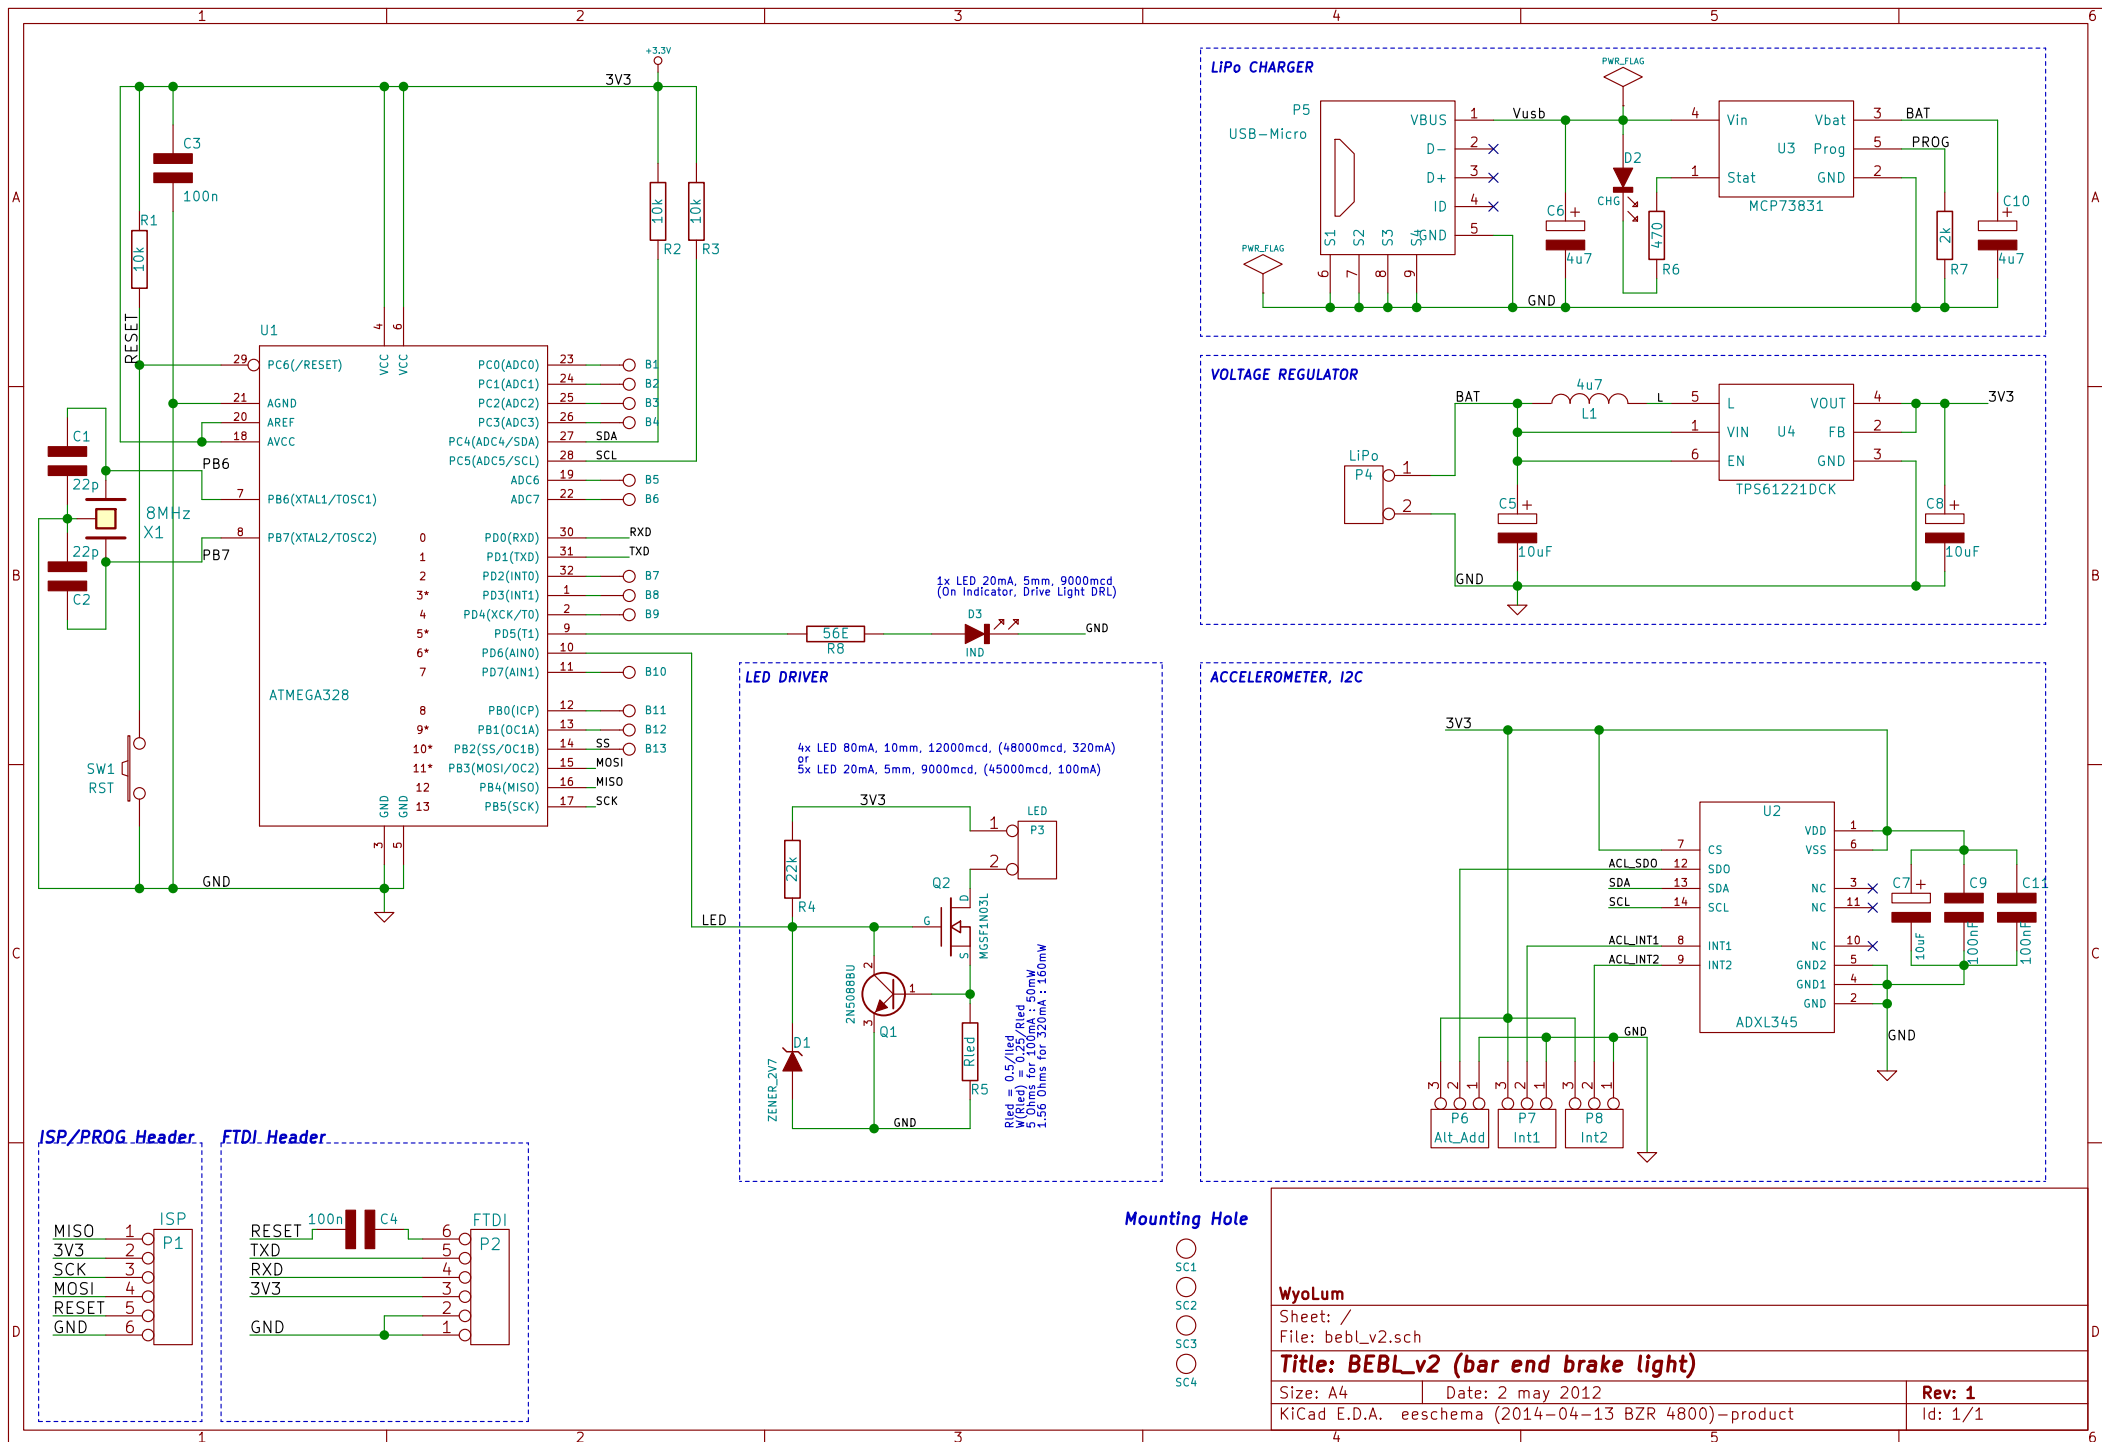 1 2 3 4 5 6
A
B
C
D
+3.3V
3V3
C3
100n
R1
10k
RESET
10k
R2
10k
R3
U1
4
VCC
6
VCC
29 PC6(/RESET)
21 AGND
20 AREF
18 AVCC
PB6
7 PB6(XTAL1/TOSC1)
8 PB7(XTAL2/TOSC2)
PB7
C1
22p
8MHz
X1
22p
C2
PC0(ADC0) 23 B1
PC1(ADC1) 24 B2
PC2(ADC2) 25 B3
PC3(ADC3) 26 B4
PC4(ADC4/SDA) 27 SDA
PC5(ADC5/SCL) 28 SCL
ADC6 19 B5
ADC7 22 B6
0 PD0(RXD) 30 RXD
1 PD1(TXD) 31 TXD
2 PD2(INT0) 32 B7
3* PD3(INT1) 1 B8
4 PD4(XCK/T0) 2 B9
5* PD5(T1) 9
6* PD6(AIN0) 10
7 PD7(AIN1) 11 B10
8 PB0(ICP) 12 B11
9* PB1(OC1A) 13 B12
10* PB2(SS/OC1B) 14 SS B13
11* PB3(MOSI/OC2) 15 MOSI
12 PB4(MISO) 16 MISO
13 PB5(SCK) 17 SCK
ATMEGA328
GND
3
GND
5
SW1
RST
GND
1x LED 20mA, 5mm, 9000mcd
(On Indicator, Drive Light DRL)
D3
56E
R8
IND
GND
LED DRIVER
4x LED 80mA, 10mm, 12000mcd, (48000mcd, 320mA)
or
5x LED 20mA, 5mm, 9000mcd, (45000mcd, 100mA)
3V3
LED
1
P3
2
22k
R4
LED
Q2
D
G
S
MGSF1N03L
2
1
3
2N5088BU
Q1
D1
ZENER_2V7
Rled
R5
GND
Rled = 0.5/Iled
W(Rled) = 0.25/Rled
5 Ohms for 100mA : 50mW
1.56 Ohms for 320mA : 160mW
LiPo CHARGER
PWR_FLAG
P5
USB-Micro
VBUS 1 Vusb
D- 2
D+ 3
ID 4
GND 5
S1 S2 S3 S4
6 7 8 9
PWR_FLAG
GND
C6 +
4u7
D2
CHG
470
R6
4 Vin
1 Stat
U3
Vbat 3 BAT
Prog 5 PROG
GND 2
MCP73831
2k
R7
C10
+
4u7
VOLTAGE REGULATOR
BAT
4u7
L1
L
5 L
1 VIN
6 EN
U4
VOUT 4 3V3
FB 2
GND 3
TPS61221DCK
LiPo
P4
1
2
C5 +
10uF
C8 +
10uF
GND
ACCELEROMETER, I2C
3V3
U2
7 CS
ACL_SDO 12 SDO
SDA 13 SDA
SCL 14 SCL
ACL_INT1 8 INT1
ACL_INT2 9 INT2
VDD 1
VSS 6
NC 3
NC 11
NC 10
GND2 5
GND1 4
GND 2
ADXL345
C7 +
10uF
C9
100nF
C11
100nF
GND
GND
3 2 1
P6
Alt_Add
3 2 1
P7
Int1
3 2 1
P8
Int2
ISP/PROG Header
MISO 1
3V3 2
SCK 3
MOSI 4
RESET 5
GND 6
ISP
P1
FTDI Header
100n C4
RESET 6
TXD 5
RXD 4
3V3 3
2
GND 1
FTDI
P2
Mounting Hole
SC1
SC2
SC3
SC4
WyoLum
Sheet: /
File: bebl_v2.sch
Title: BEBL_v2 (bar end brake light)
Size: A4
Date: 2 may 2012
Rev: 1
KiCad E.D.A. eeschema (2014-04-13 BZR 4800)-product
Id: 1/1
A
B
C
D
1 2 3 4 5 6